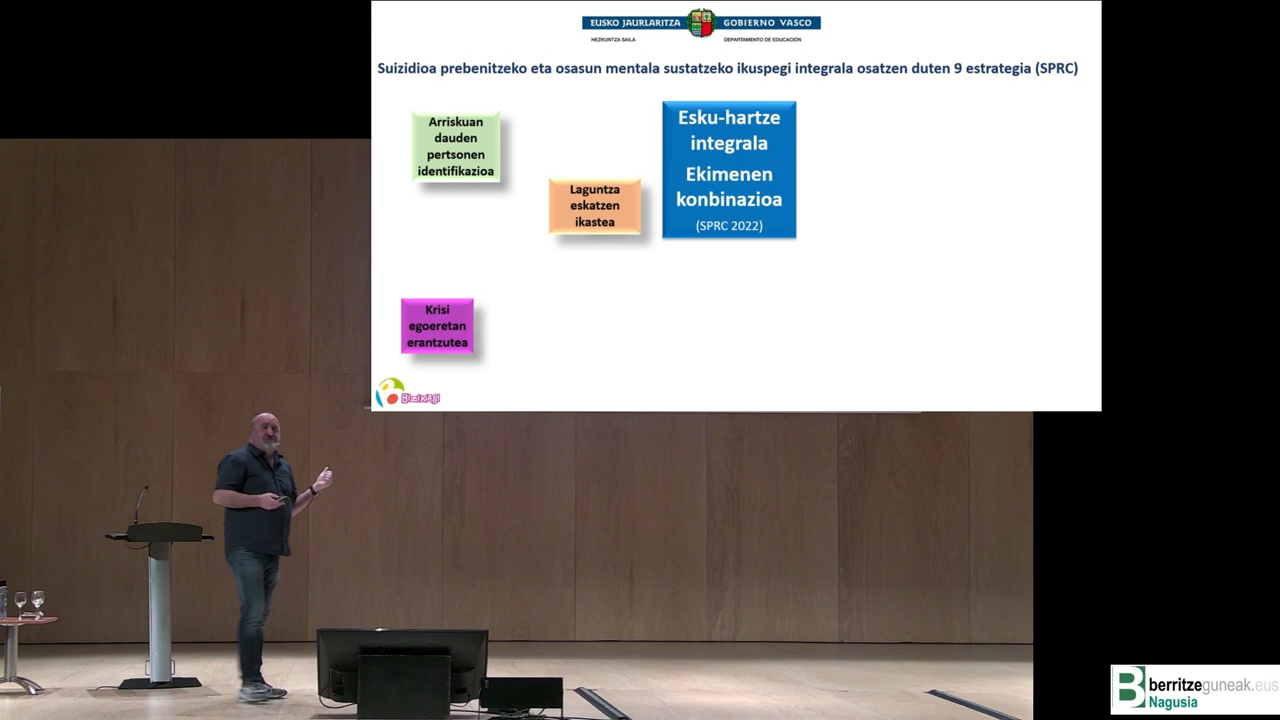 EUSKO JAURLARITZA
GOBIERNO VASCO
HEZKUNTZA SAILA
DEPARTAMENTO DE EDUCACIÓN
Suizidioa prebenitzeko eta osasun mentala sustatzeko ikuspegi integrala osatzen duten 9 estrategia (SPRC)
Arriskuan
dauden
pertsonen
identifikazioa
Laguntza
eskatzen
ikastea
Esku-hartze
integrala
Ekimenen
konbinazioa
(SPRC 2022)
Krisi
egoeretan
erantzutea
BIZIKAGI
berritzeguneak.eus
Nagusia